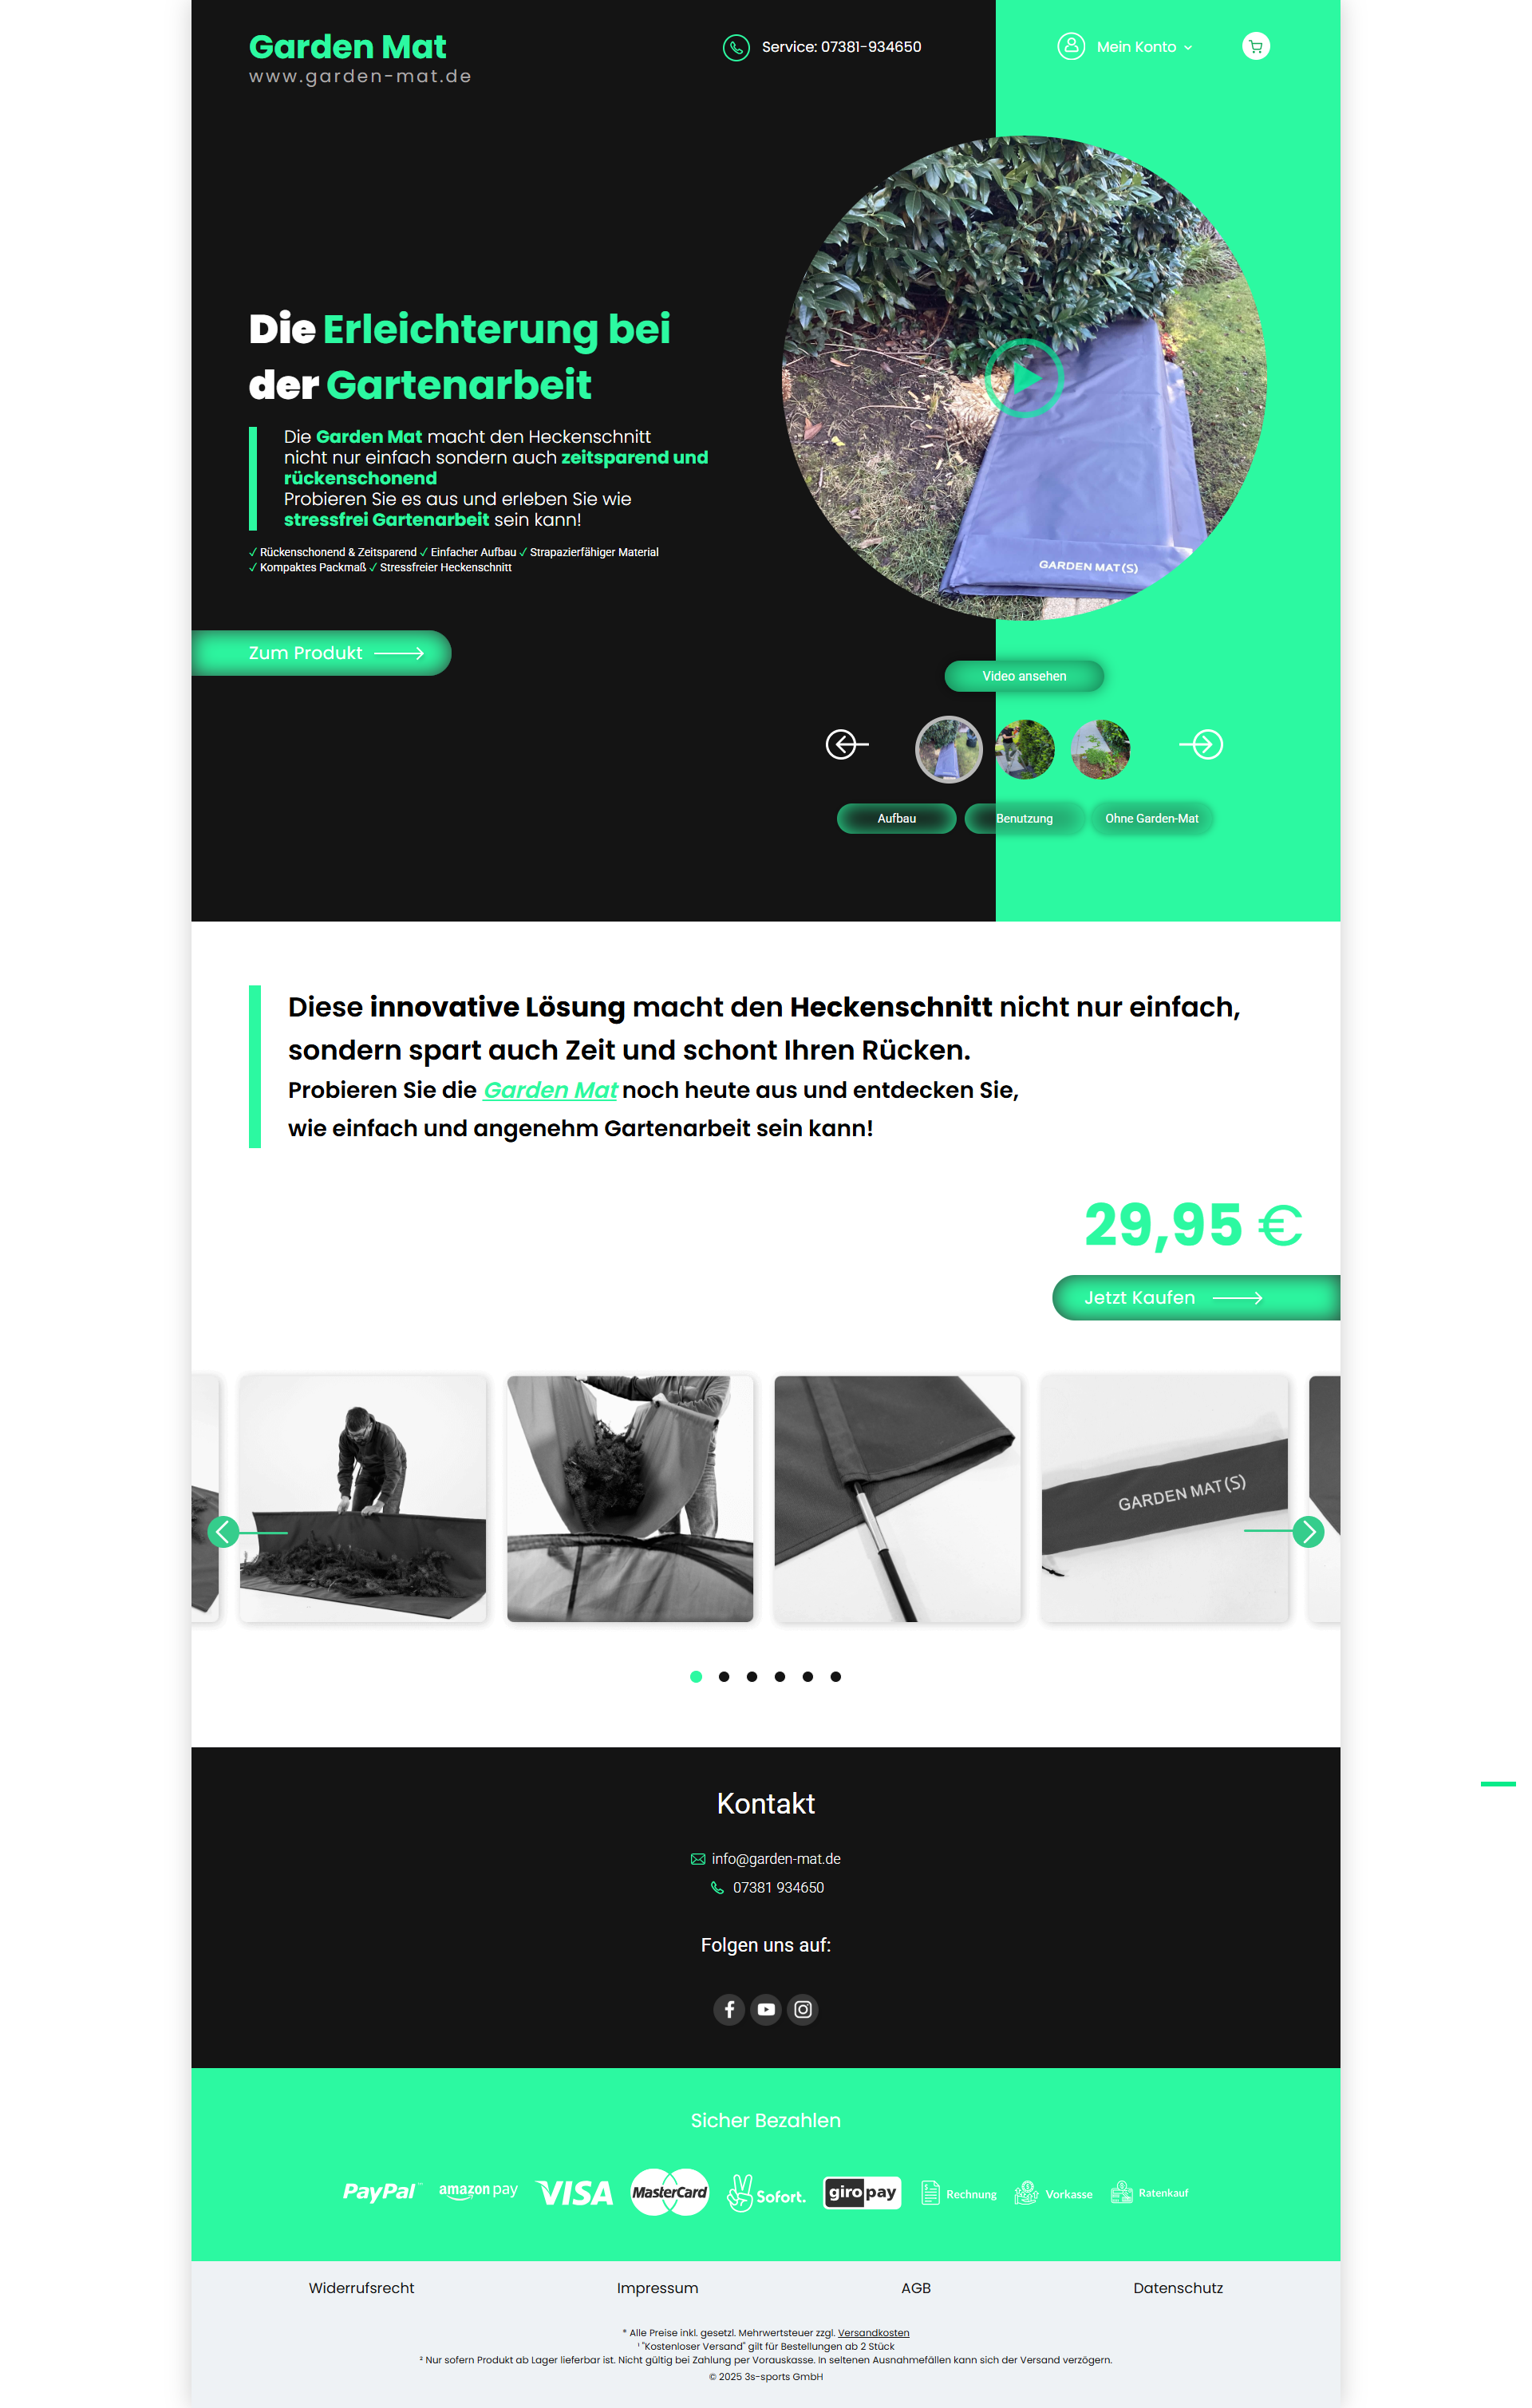 Garden Mat
www.garden-mat.de
Service: 07381-934650
Mein Konto
Die Erleichterung bei
der Gartenarbeit
Die Garden Mat macht den Heckenschnitt
nicht nur einfach sondern auch zeitsparend und
rückenschonend
Probieren Sie es aus und erleben Sie wie
stressfrei Gartenarbeit sein kann!
✓ Rückenschonend & Zeitsparend ✓ Einfacher Aufbau ✓ Strapazierfähiger Material
✓ Kompaktes Packmaß ✓ Stressfreier Heckenschnitt
GARDEN MAT(S)
Zum Produkt
Video ansehen
Aufbau
Benutzung
Ohne Garden-Mat
Diese innovative Lösung macht den Heckenschnitt nicht nur einfach,
sondern spart auch Zeit und schont Ihren Rücken.
Probieren Sie die Garden Mat noch heute aus und entdecken Sie,
wie einfach und angenehm Gartenarbeit sein kann!
29,95 €
Jetzt Kaufen
GARDEN MAT(S)
Kontakt
info@garden-mat.de
07381 934650
Folgen uns auf:
Sicher Bezahlen
PayPal
amazon pay
VISA
MasterCard
Sofort.
giropay
Rechnung
Vorkasse
Ratenkauf
Widerrufsrecht
Impressum
AGB
Datenschutz
* Alle Preise inkl. gesetzl. Mehrwertsteuer zzgl. Versandkosten
¹ "Kostenloser Versand" gilt für Bestellungen ab 2 Stück
² Nur sofern Produkt ab Lager lieferbar ist. Nicht gültig bei Zahlung per Vorauskasse. In seltenen Ausnahmefällen kann sich der Versand verzögern.
© 2025 3s-sports GmbH